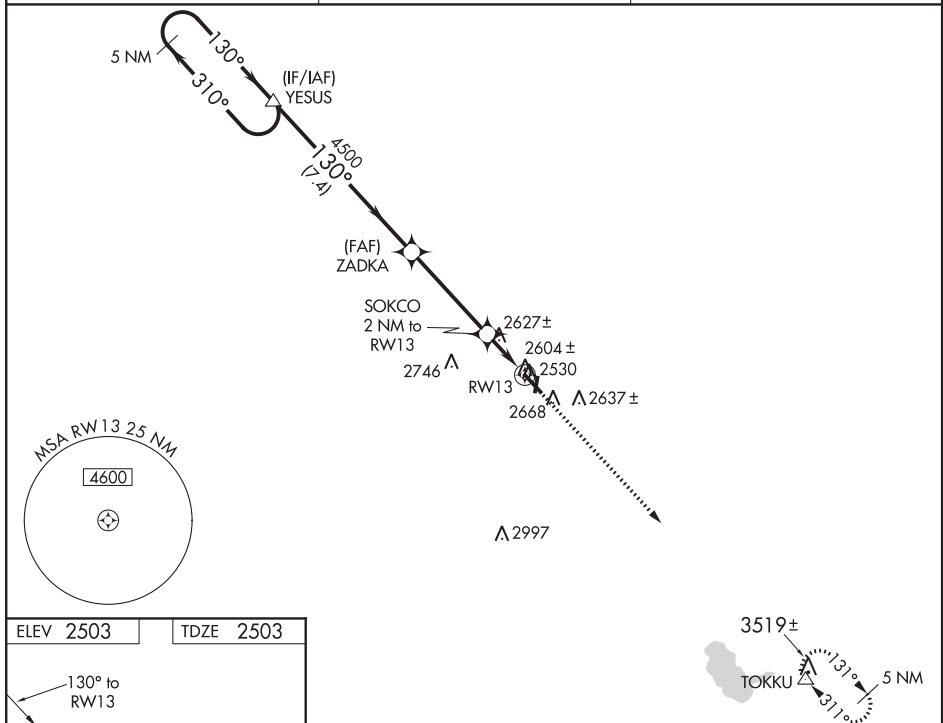 130°
5 NM
310°
(IF/IAF)
YESUS
4500
130°
(7.4)
(FAF)
ZADKA
SOKCO
2 NM to
RW13
2627±
2604±
2530
2746
RW13
2668
2637±
MSA RW13 25 NM
4600
2997
ELEV 2503
TDZE 2503
130° to
RW13
3519±
131°
5 NM
TOKKU
311°